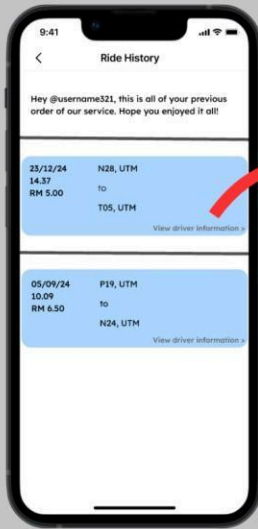 9:41
Ride History
Hey @username321, this is all of your previous
order of our service. Hope you enjoyed it all!
23/12/24 N28, UTM
14.37 to
RM 5.00
T05, UTM
View driver information >
05/09/24 P19, UTM
10.09 to
RM 6.50
N24, UTM
View driver information >